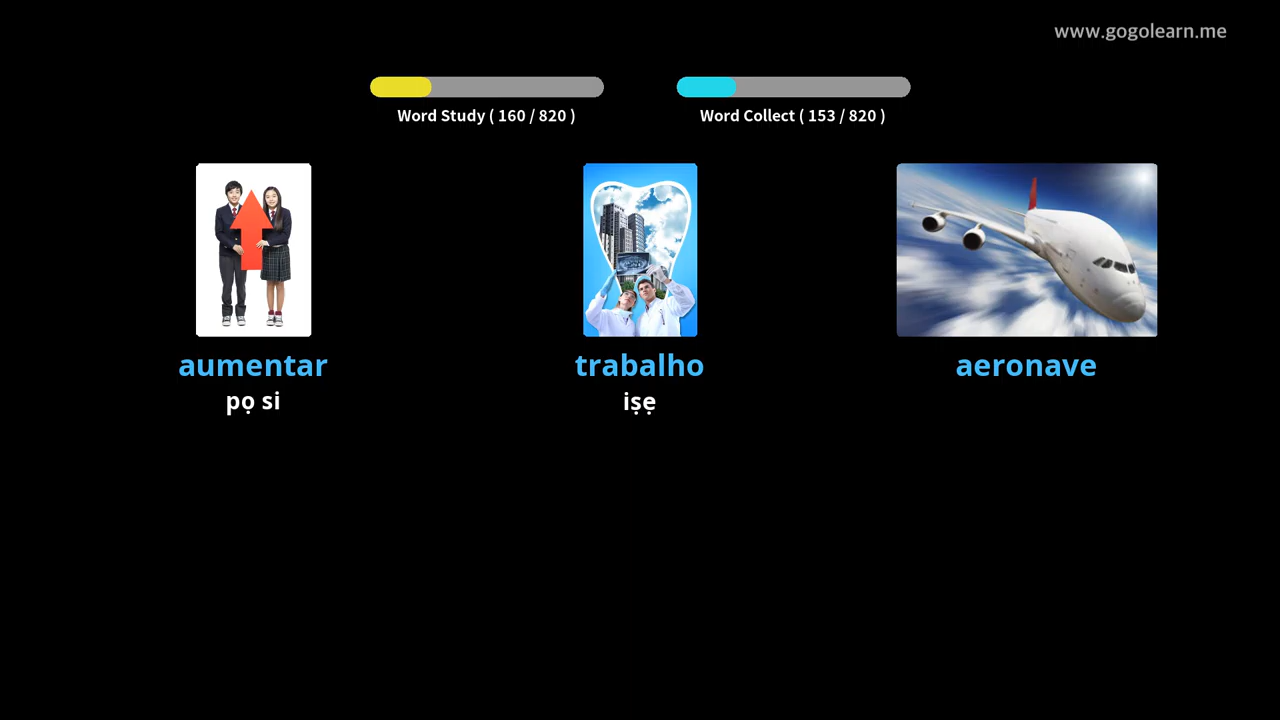 www.gogolearn.me
Word Study ( 160 / 820 )
Word Collect ( 153 / 820 )
aumentar
pọ si
trabalho
iṣẹ
aeronave